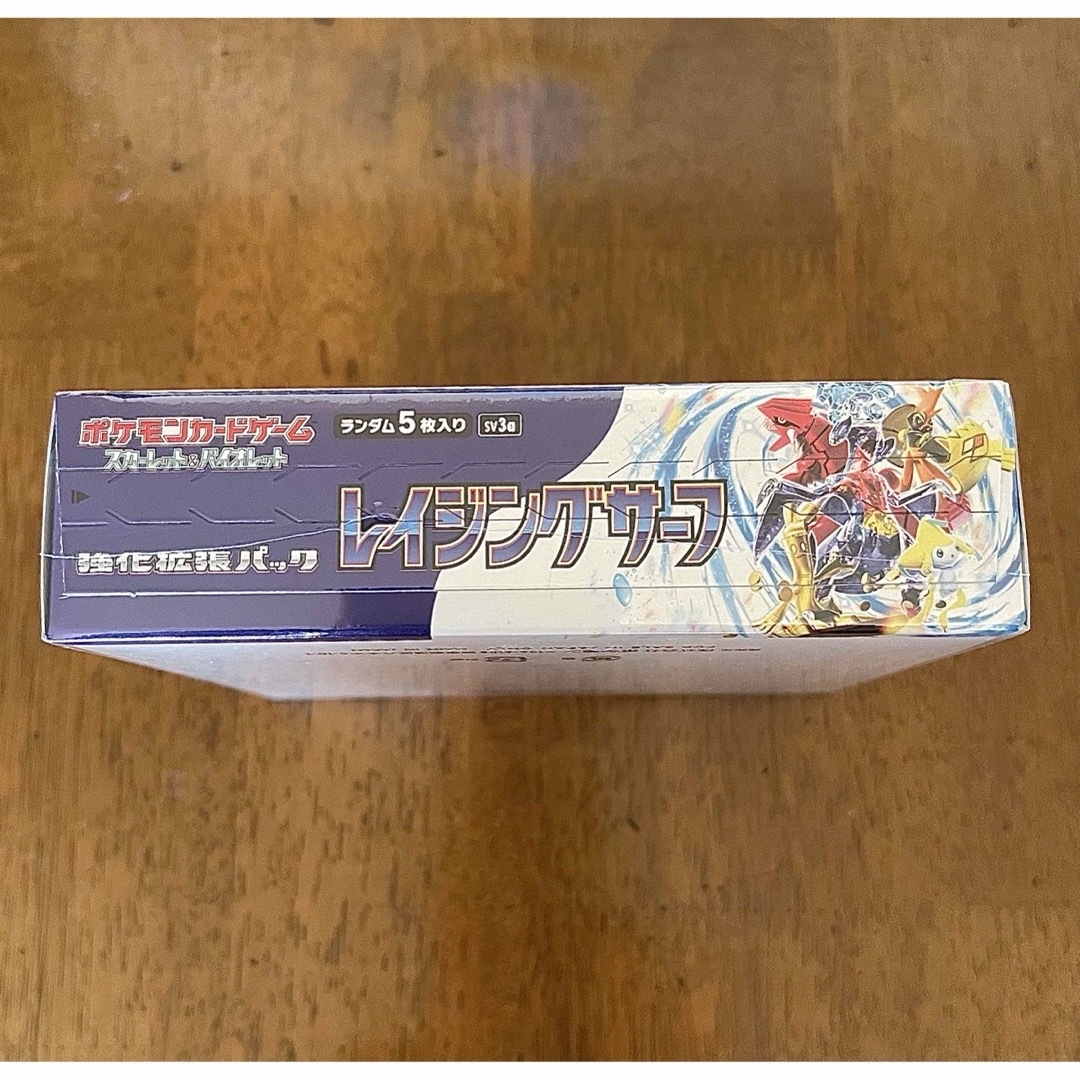 ポケモンカードゲーム
スカーレット&バイオレット
ランダム5枚入り
sv3a
強化拡張パック
レイジングサーフ